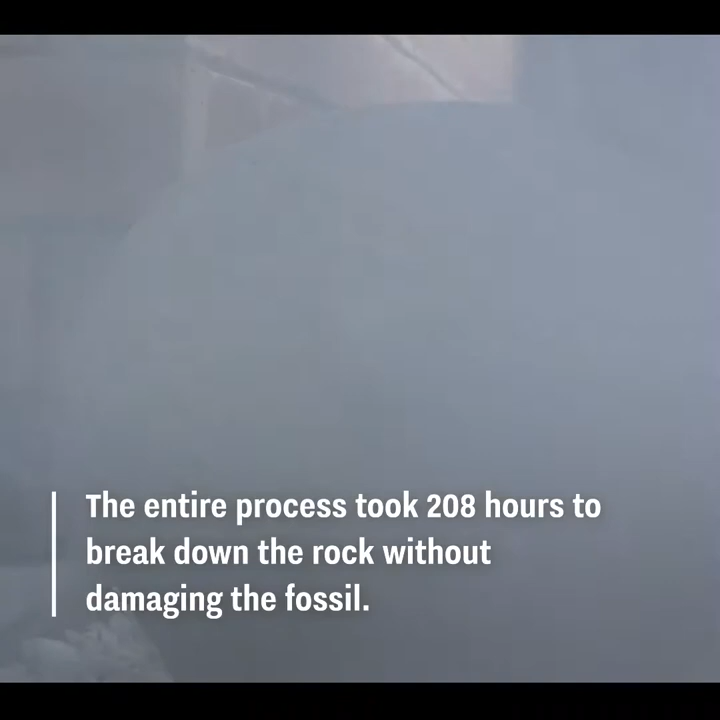 The entire process took 208 hours to
break down the rock without
damaging the fossil.